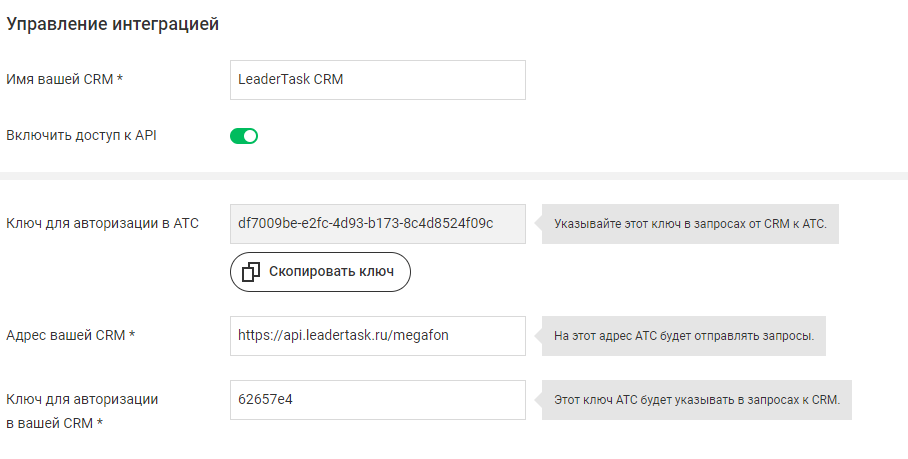 Управление интеграцией
Имя вашей CRM *
LeaderTask CRM
Включить доступ к API
Ключ для авторизации в АТС
df7009be-e2fc-4d93-b173-8c4d8524f09c
Указывайте этот ключ в запросах от CRM к АТС.
Скопировать ключ
Адрес вашей CRM *
https://api.leadertask.ru/megafon
На этот адрес АТС будет отправлять запросы.
Ключ для авторизации
в вашей CRM *
62657e4
Этот ключ АТС будет указывать в запросах к CRM.